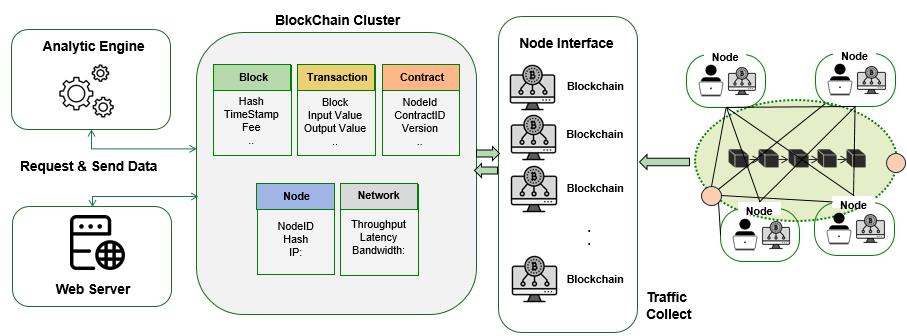 BlockChain Cluster
Analytic Engine
Request & Send Data
Web Server
Block
Hash
TimeStamp
Fee
..
Transaction
Block
Input Value
Output Value
..
Contract
NodeId
ContractID
Version
..
Node
NodeID
Hash
IP:
Network
Throughput
Latency
Bandwidth:
Node Interface
Blockchain
Blockchain
Blockchain
.
.
Blockchain
Traffic
Collect
Node
Node
Node
Node